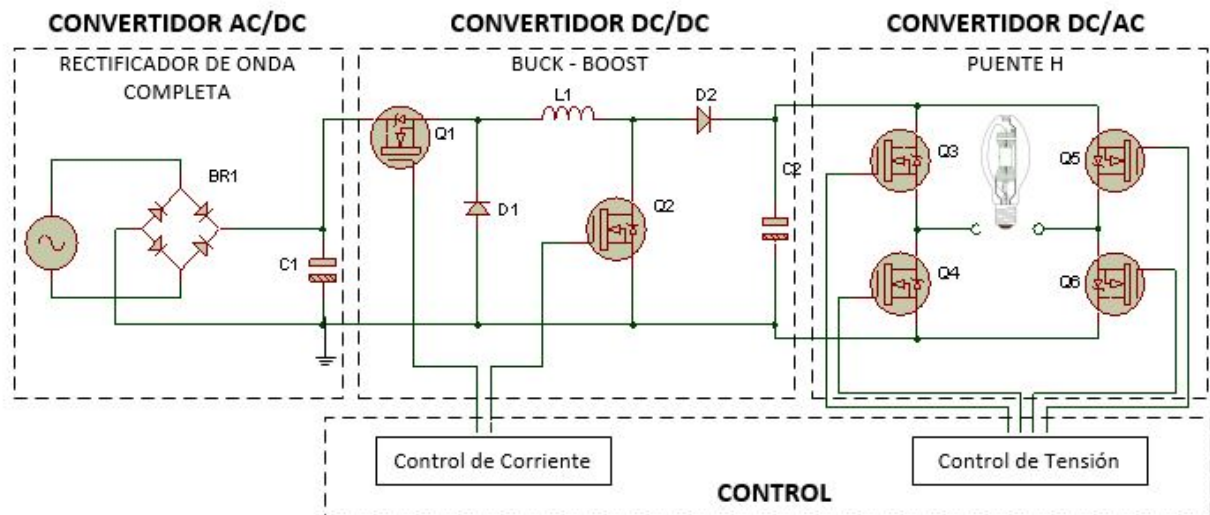 CONVERTIDOR AC/DC
CONVERTIDOR DC/DC
CONVERTIDOR DC/AC
RECTIFICADOR DE ONDA
COMPLETA
BUCK - BOOST
PUENTE H
BR1
C1
Q1
L1
D2
D1
Q2
C2
Q3
Q5
Q4
Q6
Control de Corriente
Control de Tensión
CONTROL